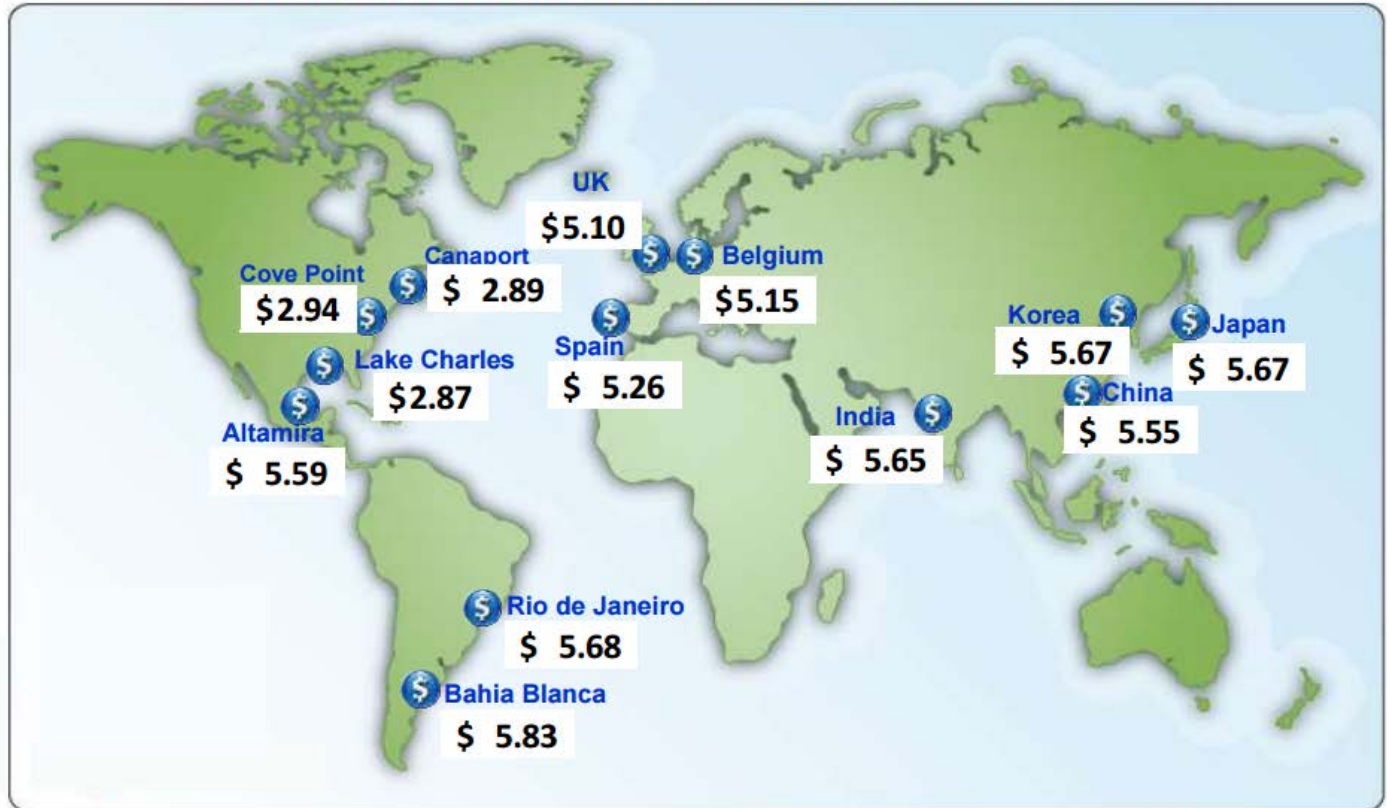 UK
$5.10
Canaport
$ 2.89
Cove Point
$2.94
Belgium
$5.15
Lake Charles
$2.87
Spain
$ 5.26
Altamira
$ 5.59
Korea
$ 5.67
Japan
$ 5.67
China
$ 5.55
India
$ 5.65
Rio de Janeiro
$ 5.68
Bahia Blanca
$ 5.83